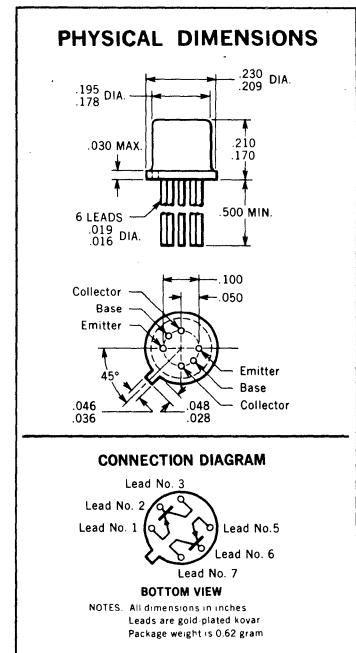 PHYSICAL DIMENSIONS
.230
.209 DIA.
.195
.178 DIA.
.030 MAX.
.210
.170
6 LEADS
.019
.016 DIA.
.500 MIN.
.100
.050
Collector
Base
Emitter
Emitter
Base
Collector
45°
.046
.036
.048
.028
CONNECTION DIAGRAM
Lead No. 3
Lead No. 2
Lead No. 1
Lead No.5
Lead No. 6
Lead No. 7
BOTTOM VIEW
NOTES. All dimensions in inches
Leads are gold-plated kovar
Package weight is 0.62 gram